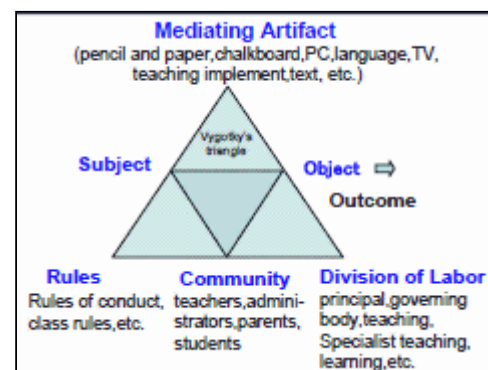 Mediating Artifact
(pencil and paper,chalkboard,PC,language,TV,
teaching implement,text, etc.)
Vygotky's
triangle
Subject
Object ⇨
Outcome
Rules
Rules of conduct,
class rules,etc.
Community
teachers,admini-
strators,parents,
students
Division of Labor
principal,governing
body,teaching,
Specialist teaching,
learning,etc.